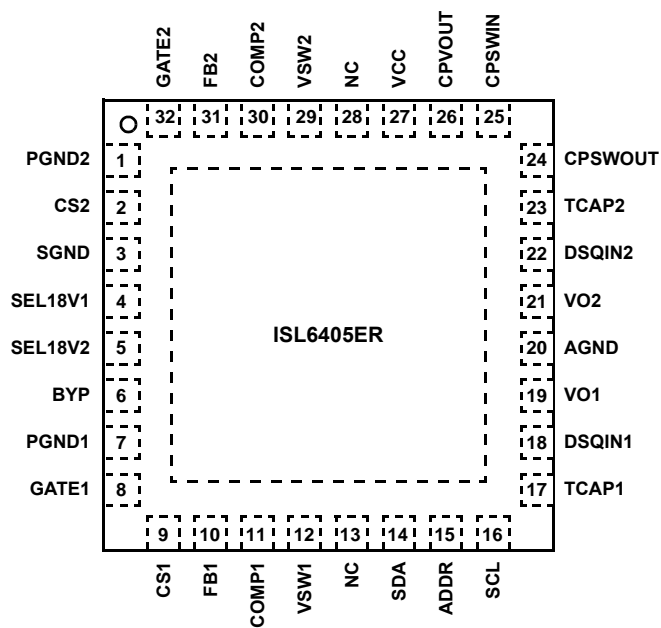 GATE2
FB2
COMP2
VSW2
NC
VCC
CPVOUT
CPSWIN
32 31 30 29 28 27 26 25
PGND2 1 24 CPSWOUT
CS2 2 23 TCAP2
SGND 3 22 DSQIN2
SEL18V1 4 21 VO2
ISL6405ER
SEL18V2 5 20 AGND
BYP 6 19 VO1
PGND1 7 18 DSQIN1
GATE1 8 17 TCAP1
9 10 11 12 13 14 15 16
CS1
FB1
COMP1
VSW1
NC
SDA
ADDR
SCL